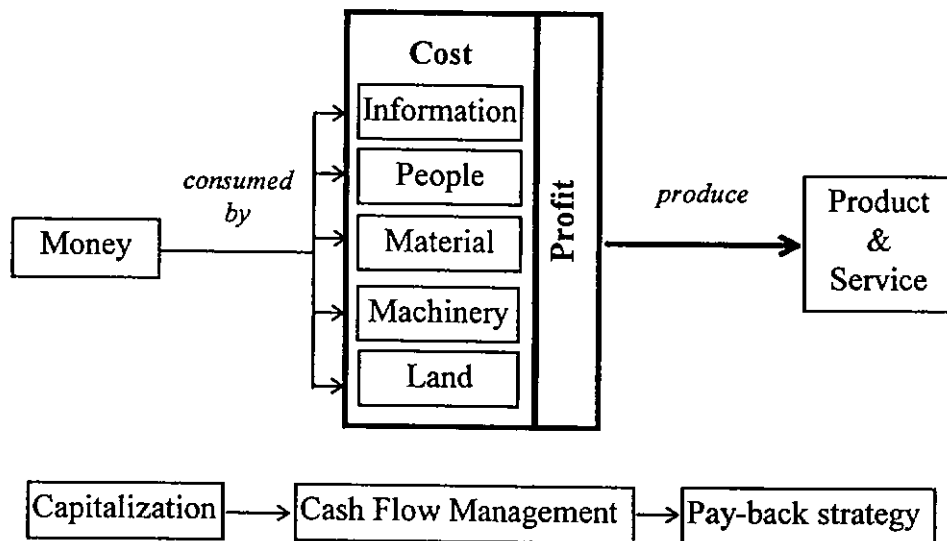 Cost
Information
People
Material
Machinery
Land
Profit
consumed
by
Money
produce
Product
&
Service
Capitalization
Cash Flow Management
Pay-back strategy